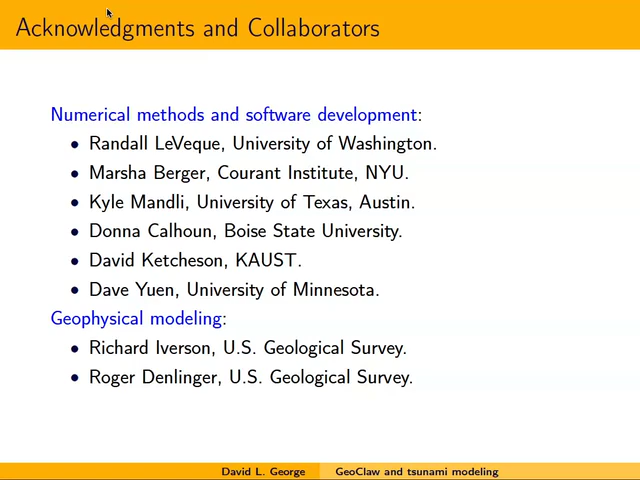 Acknowledgments and Collaborators
Numerical methods and software development:
• Randall LeVeque, University of Washington.
• Marsha Berger, Courant Institute, NYU.
• Kyle Mandli, University of Texas, Austin.
• Donna Calhoun, Boise State University.
• David Ketcheson, KAUST.
• Dave Yuen, University of Minnesota.
Geophysical modeling:
• Richard Iverson, U.S. Geological Survey.
• Roger Denlinger, U.S. Geological Survey.
David L. George GeoClaw and tsunami modeling